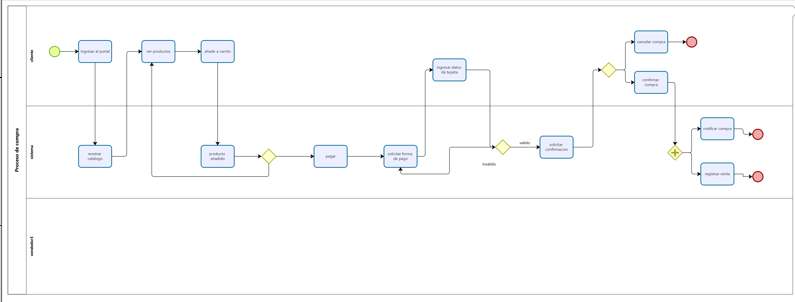 Proceso de compra
cliente
ingresar al portal
ver productos
añadir a carrito
ingresar datos
de tarjeta
cancelar compra
confirmar
compra
sistema
mostrar
catalogo
producto
añadido
pagar
solicitar forma
de pago
valido
invalido
solicitar
confirmacion
notificar compra
registrar venta
vendedor1